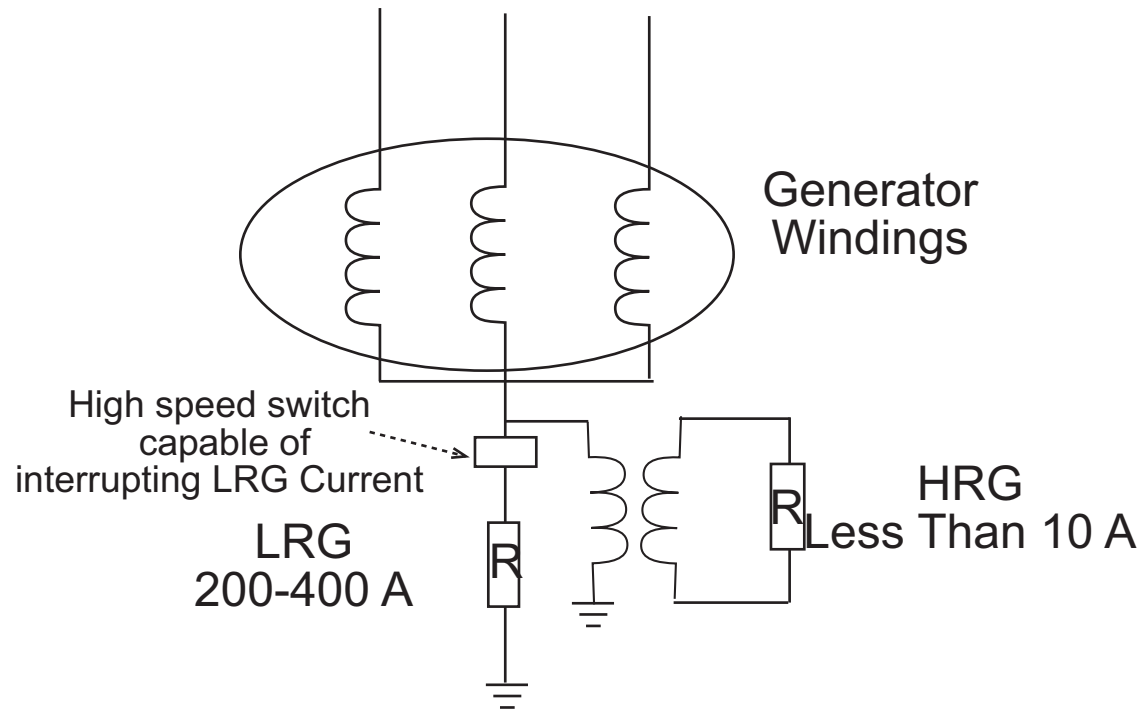 Generator
Windings
High speed switch
capable of
interrupting LRG Current
LRG
200-400 A
R
R
HRG
Less Than 10 A